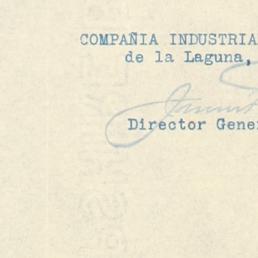 COMPAÑIA INDUSTRIA
de la Laguna,
Director Gene